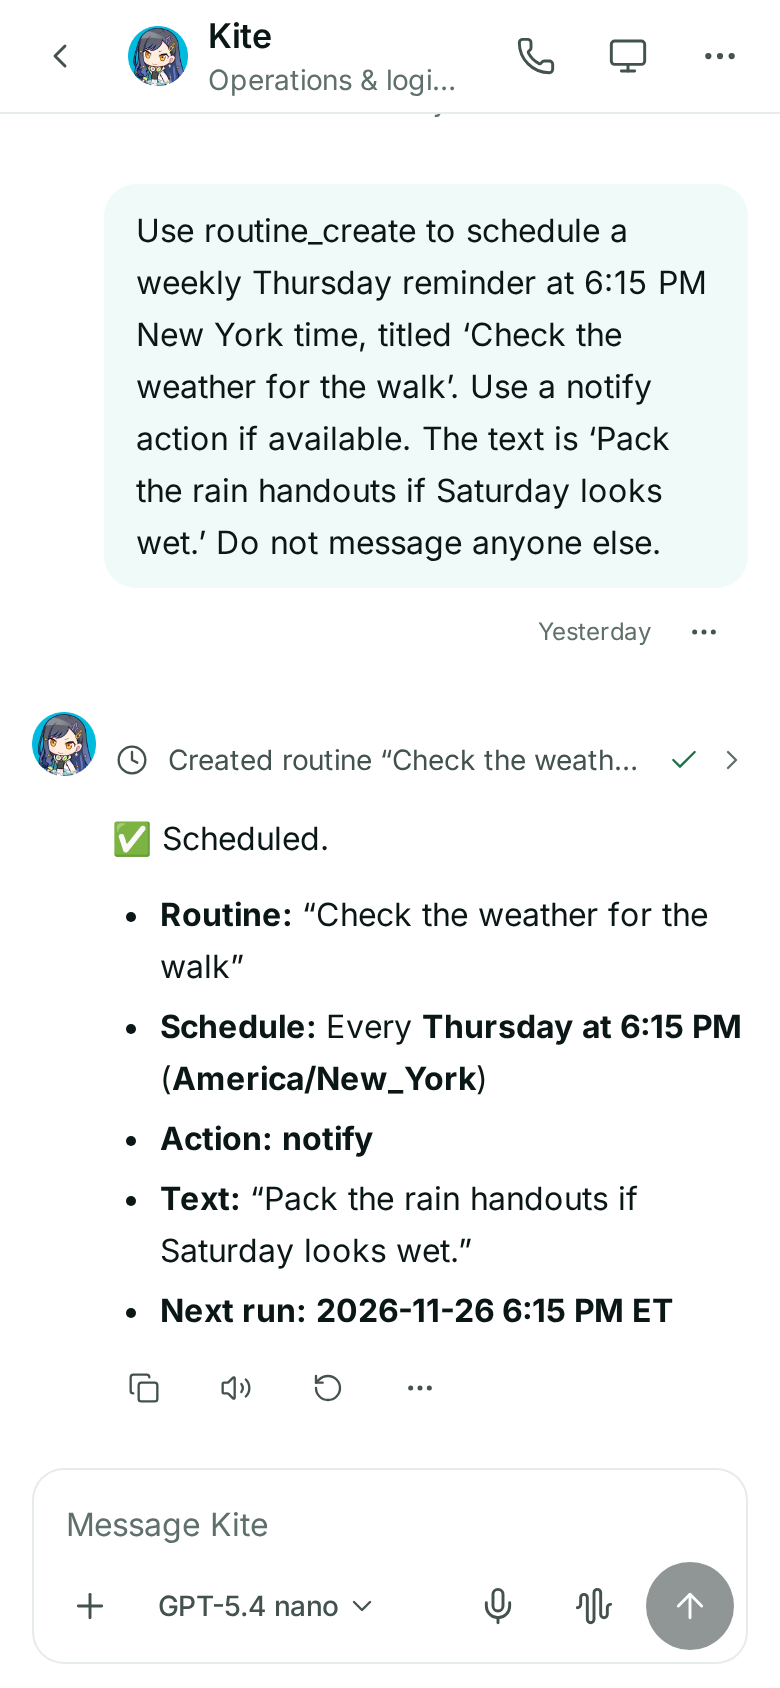 Kite
Operations & logi...
Use routine_create to schedule a
weekly Thursday reminder at 6:15 PM
New York time, titled ‘Check the
weather for the walk’. Use a notify
action if available. The text is ‘Pack
the rain handouts if Saturday looks
wet.’ Do not message anyone else.
Yesterday
Created routine “Check the weath...
✅ Scheduled.
• Routine: “Check the weather for the
walk”
• Schedule: Every Thursday at 6:15 PM
(America/New_York)
• Action: notify
• Text: “Pack the rain handouts if
Saturday looks wet.”
• Next run: 2026-11-26 6:15 PM ET
Message Kite
GPT-5.4 nano